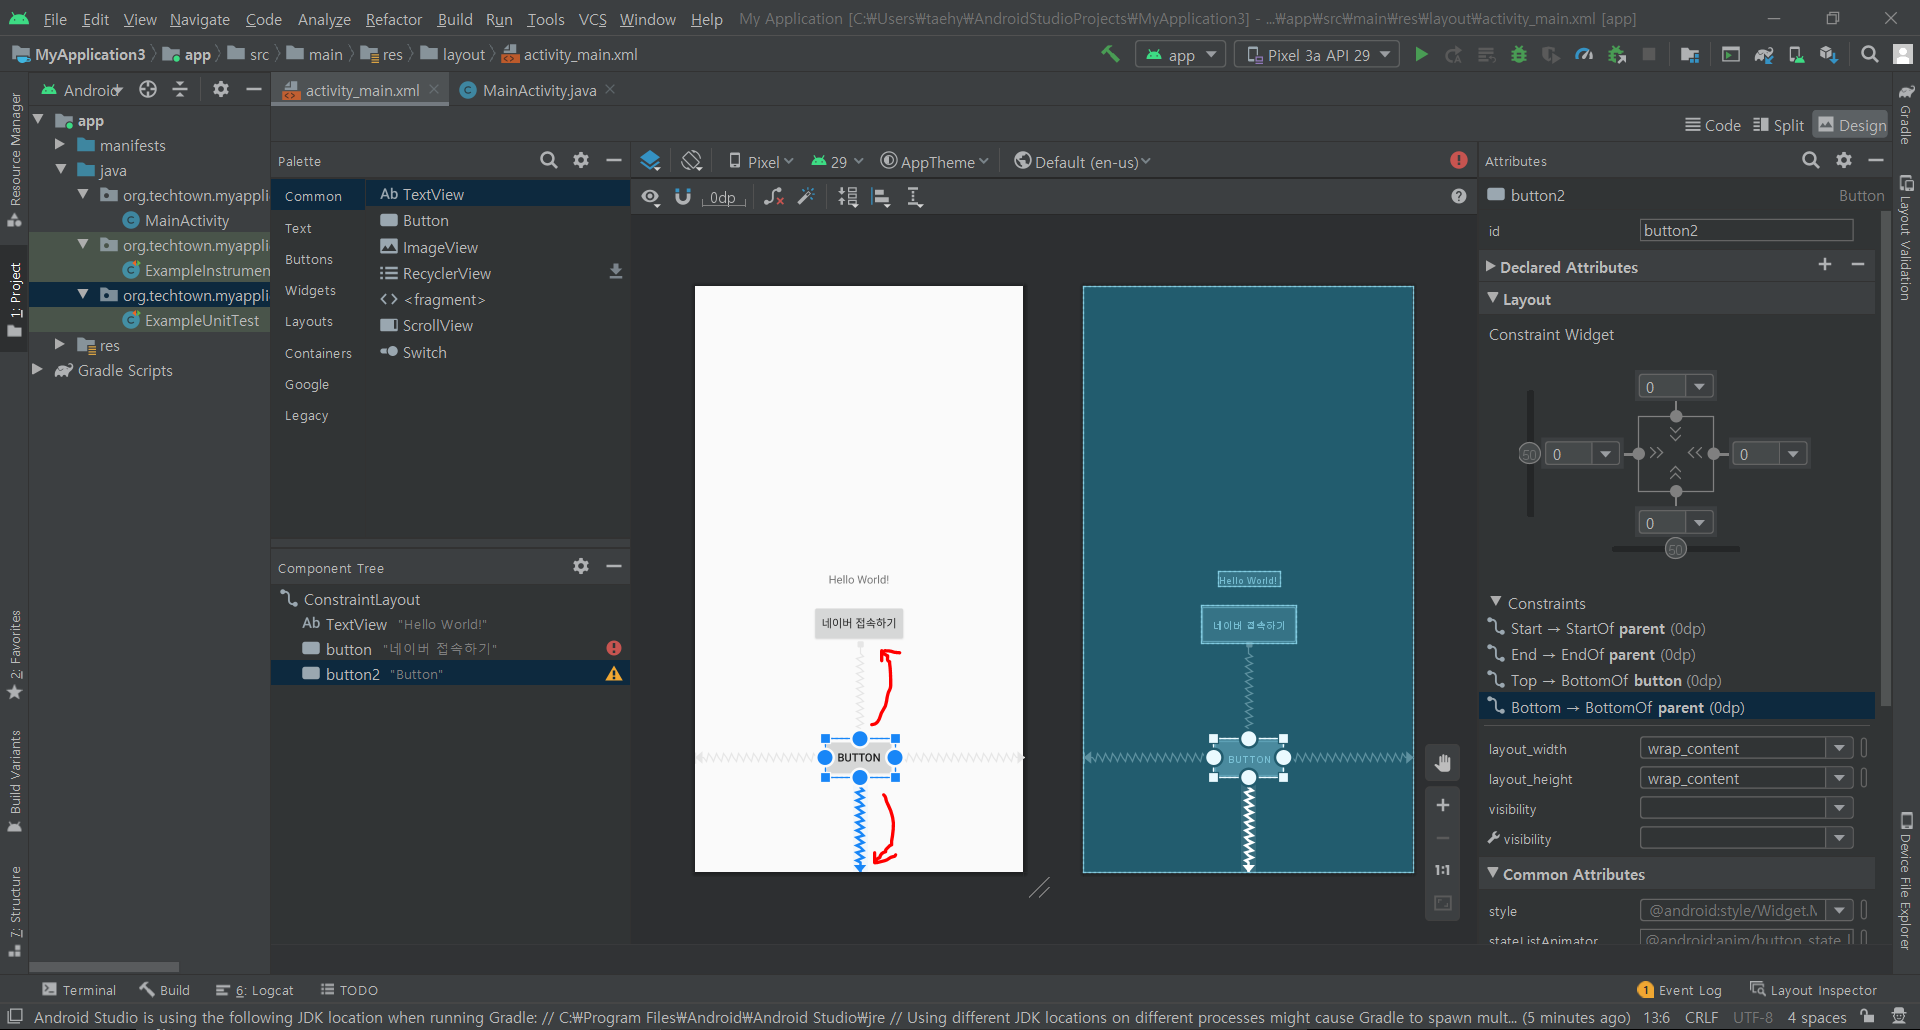 File Edit View Navigate Code Analyze Refactor Build Run Tools VCS Window Help My Application [C:₩Users₩taehy₩AndroidStudioProjects₩MyApplication3] - ...₩app₩src₩main₩res₩layout₩activity_main.xml [app]
MyApplication3 app src main res layout activity_main.xml app Pixel 3a API 29
Android activity_main.xml MainActivity.java
Code Split Design
Resource Manager
1: Project
2: Favorites
Build Variants
7: Structure
app
manifests
java
org.techtown.myappli
MainActivity
org.techtown.myappli
ExampleInstrumen
org.techtown.myappli
ExampleUnitTest
res
Gradle Scripts
Palette
Common
Text
Buttons
Widgets
Layouts
Containers
Google
Legacy
Ab TextView
Button
ImageView
RecyclerView
<> <fragment>
ScrollView
Switch
Component Tree
ConstraintLayout
Ab TextView "Hello World!"
button "네이버 접속하기"
button2 "Button"
Pixel 29 AppTheme Default (en-us)
0dp
Hello World!
네이버 접속하기
BUTTON
Hello World!
네이버 접속하기
BUTTON
1:1
Attributes
button2 Button
id button2
Declared Attributes
Layout
Constraint Widget
0
50 0 0
0
50
Constraints
Start → StartOf parent (0dp)
End → EndOf parent (0dp)
Top → BottomOf button (0dp)
Bottom → BottomOf parent (0dp)
layout_width wrap_content
layout_height wrap_content
visibility
visibility
Common Attributes
style @android:style/Widget.M
stateListAnimator @android:anim/button_state_l
Gradle
Layout Validation
Device File Explorer
Terminal Build 6: Logcat TODO 1 Event Log Layout Inspector
Android Studio is using the following JDK location when running Gradle: // C:₩Program Files₩Android₩Android Studio₩jre // Using different JDK locations on different processes might cause Gradle to spawn mult... (5 minutes ago) 13:6 CRLF UTF-8 4 spaces